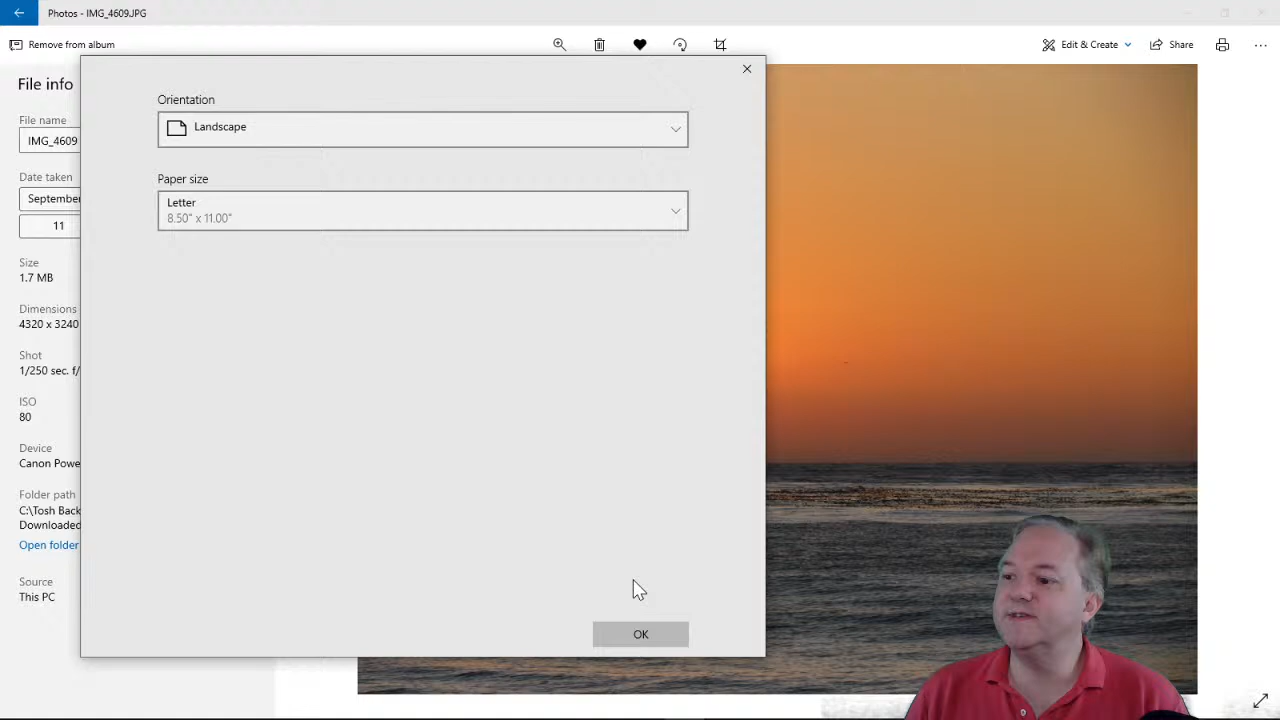 Photos - IMG_4609.JPG
Remove from album
Edit & Create
Share
File info
File name
IMG_4609
Date taken
September
11
Size
1.7 MB
Dimensions
4320 x 3240
Shot
1/250 sec. f/
ISO
80
Device
Canon Powe
Folder path
C:\Tosh Back
Downloaded
Open folder
Source
This PC
Orientation
Landscape
Paper size
Letter
8.50" x 11.00"
OK